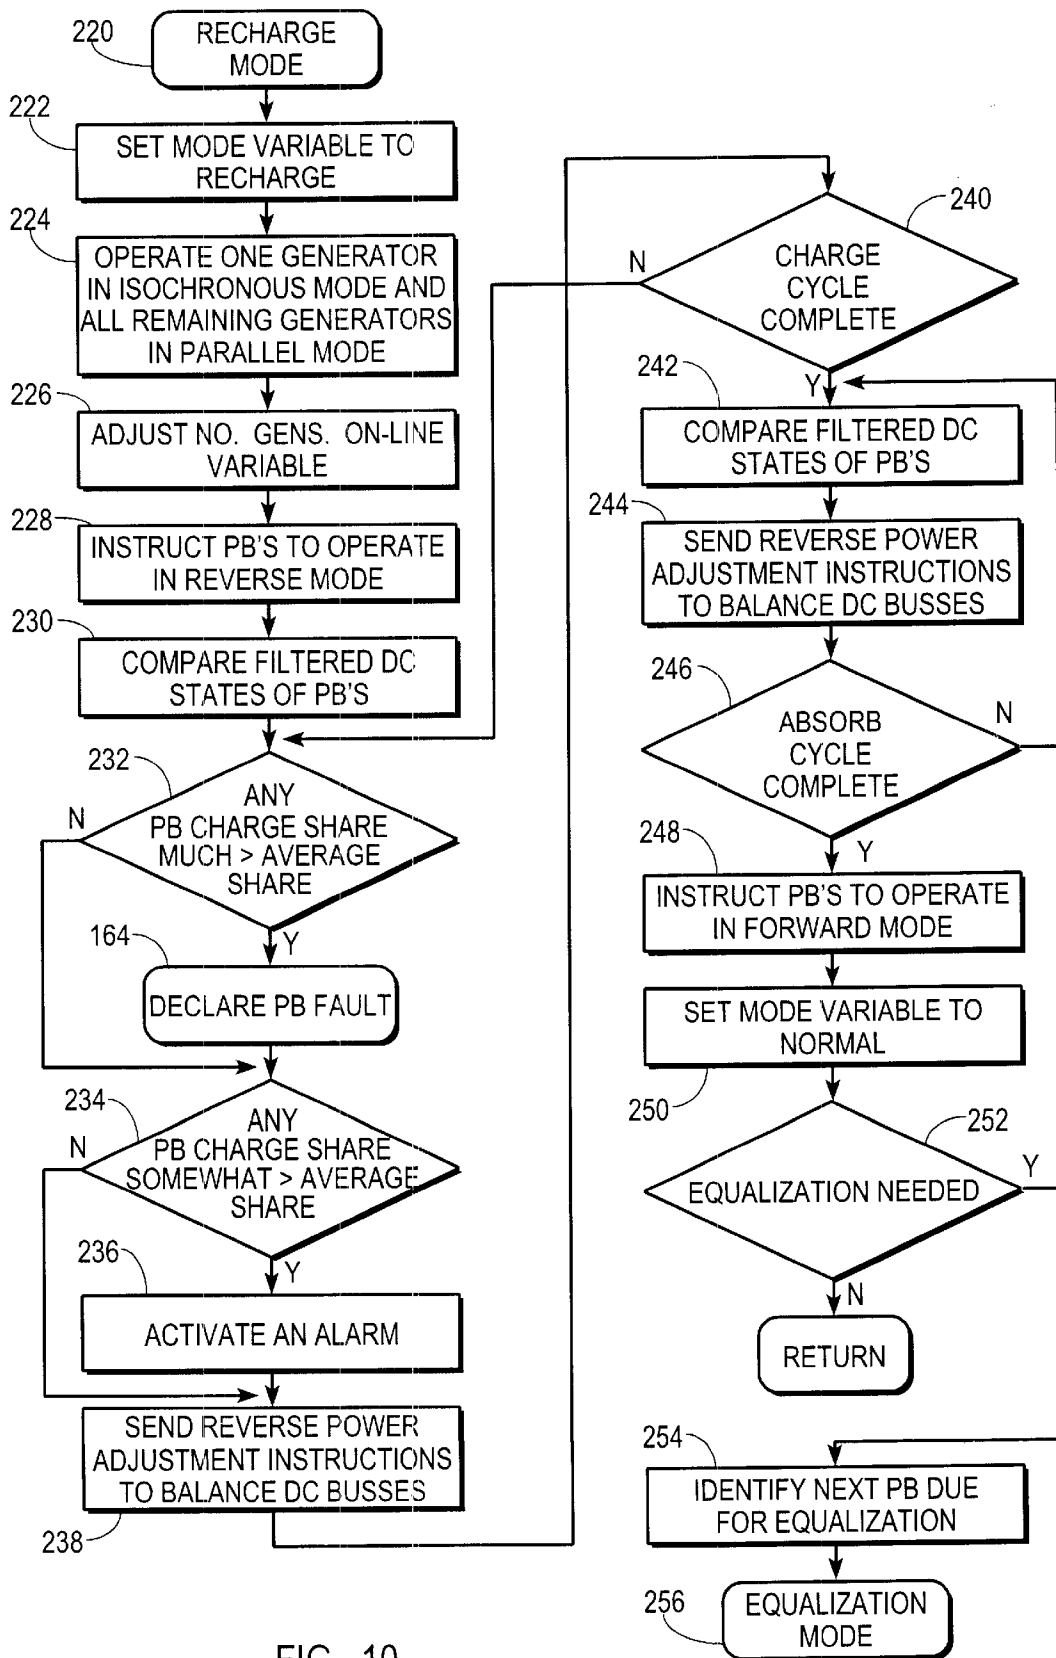 220
RECHARGE
MODE
222
SET MODE VARIABLE TO
RECHARGE
224
OPERATE ONE GENERATOR
IN ISOCHRONOUS MODE AND
ALL REMAINING GENERATORS
IN PARALLEL MODE
226
ADJUST NO. GENS. ON-LINE
VARIABLE
228
INSTRUCT PB'S TO OPERATE
IN REVERSE MODE
230
COMPARE FILTERED DC
STATES OF PB'S
232
N
ANY
PB CHARGE SHARE
MUCH > AVERAGE
SHARE
Y
164
DECLARE PB FAULT
234
N
ANY
PB CHARGE SHARE
SOMEWHAT > AVERAGE
SHARE
Y
236
ACTIVATE AN ALARM
SEND REVERSE POWER
ADJUSTMENT INSTRUCTIONS
TO BALANCE DC BUSSES
238
240
N
CHARGE
CYCLE
COMPLETE
Y
242
COMPARE FILTERED DC
STATES OF PB'S
244
SEND REVERSE POWER
ADJUSTMENT INSTRUCTIONS
TO BALANCE DC BUSSES
246
N
ABSORB
CYCLE
COMPLETE
Y
248
INSTRUCT PB'S TO OPERATE
IN FORWARD MODE
SET MODE VARIABLE TO
NORMAL
250
252
Y
EQUALIZATION NEEDED
N
RETURN
254
IDENTIFY NEXT PB DUE
FOR EQUALIZATION
256
EQUALIZATION
MODE
FIG. 10